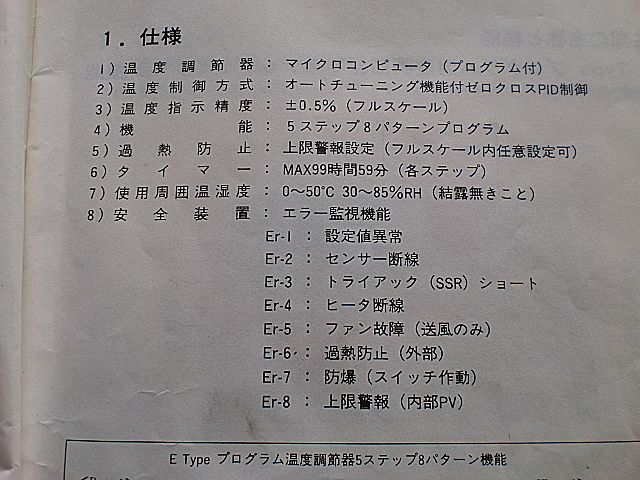 1. 仕様
1) 温度調節器 : マイクロコンピュータ (プログラム付)
2) 温度制御方式 : オートチューニング機能付ゼロクロスPID制御
3) 温度指示精度 : ±0.5% (フルスケール)
4) 機能 : 5ステップ8パターンプログラム
5) 過熱防止 : 上限警報設定 (フルスケール内任意設定可)
6) タイマー : MAX99時間59分 (各ステップ)
7) 使用周囲温湿度 : 0〜50℃ 30〜85%RH (結露無きこと)
8) 安全装置 : エラー監視機能
Er-1 : 設定値異常
Er-2 : センサー断線
Er-3 : トライアック (SSR) ショート
Er-4 : ヒータ断線
Er-5 : ファン故障 (送風のみ)
Er-6 : 過熱防止 (外部)
Er-7 : 防爆 (スイッチ作動)
Er-8 : 上限警報 (内部PV)
E Type プログラム温度調節器5ステップ8パターン機能